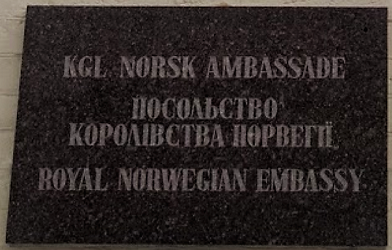 KGL. NORSK AMBASSADE
ПОСОЛЬСТВО
КОРОЛІВСТВА НОРВЕГІЇ
ROYAL NORWEGIAN EMBASSY